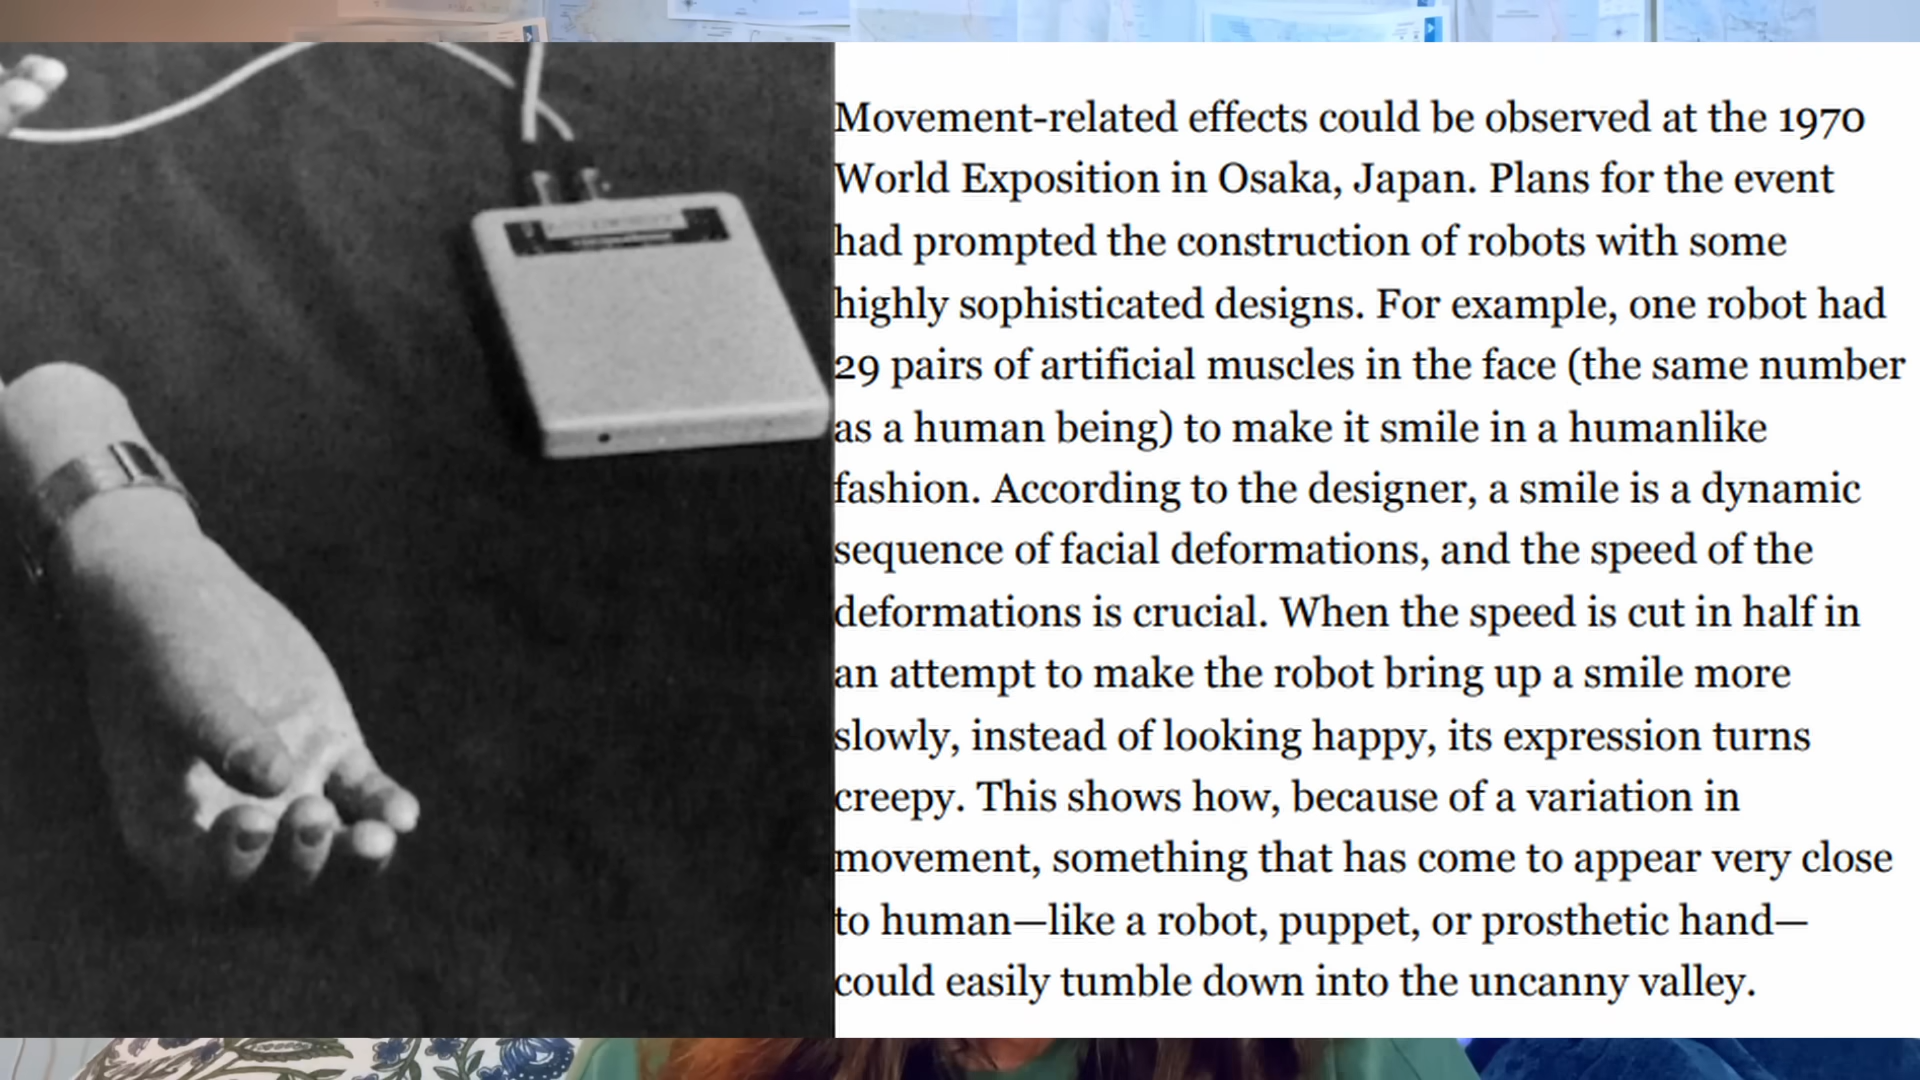 Movement-related effects could be observed at the 1970
World Exposition in Osaka, Japan. Plans for the event
had prompted the construction of robots with some
highly sophisticated designs. For example, one robot had
29 pairs of artificial muscles in the face (the same number
as a human being) to make it smile in a humanlike
fashion. According to the designer, a smile is a dynamic
sequence of facial deformations, and the speed of the
deformations is crucial. When the speed is cut in half in
an attempt to make the robot bring up a smile more
slowly, instead of looking happy, its expression turns
creepy. This shows how, because of a variation in
movement, something that has come to appear very close
to human—like a robot, puppet, or prosthetic hand—
could easily tumble down into the uncanny valley.